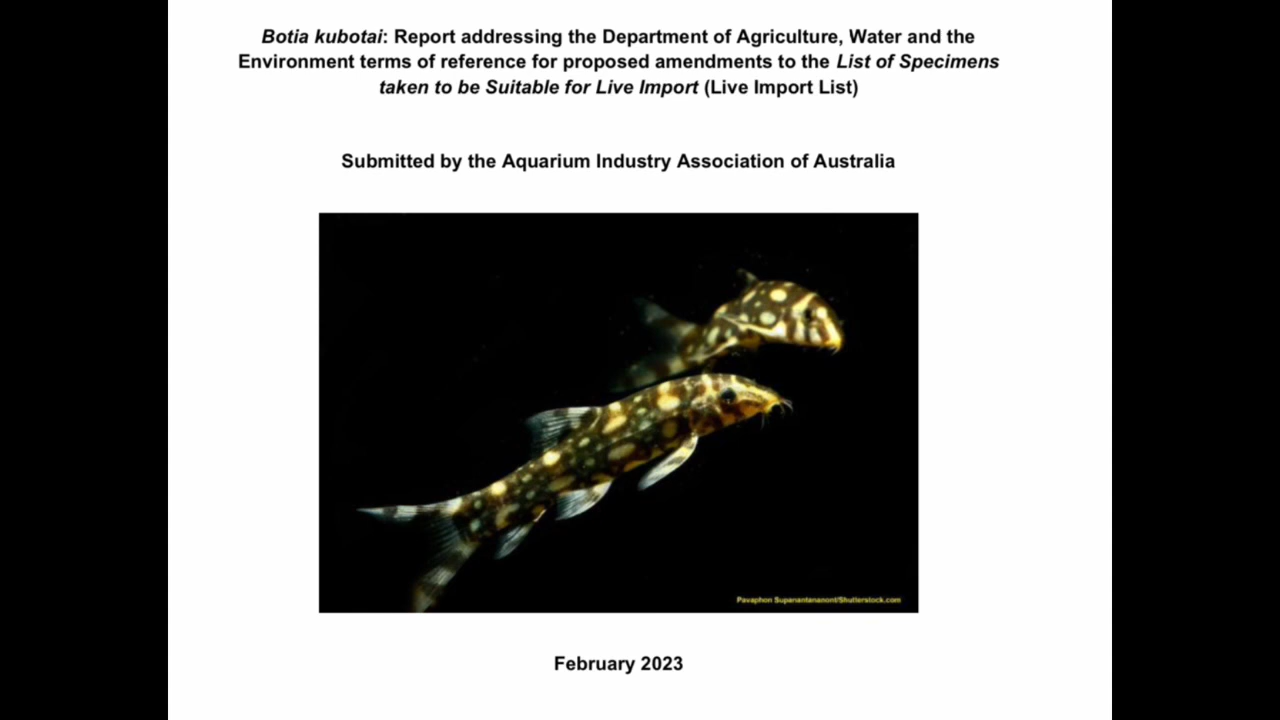 Botia kubotai: Report addressing the Department of Agriculture, Water and the
Environment terms of reference for proposed amendments to the List of Specimens
taken to be Suitable for Live Import (Live Import List)
Submitted by the Aquarium Industry Association of Australia
Pavaphon Supanantananont/Shutterstock.com
February 2023